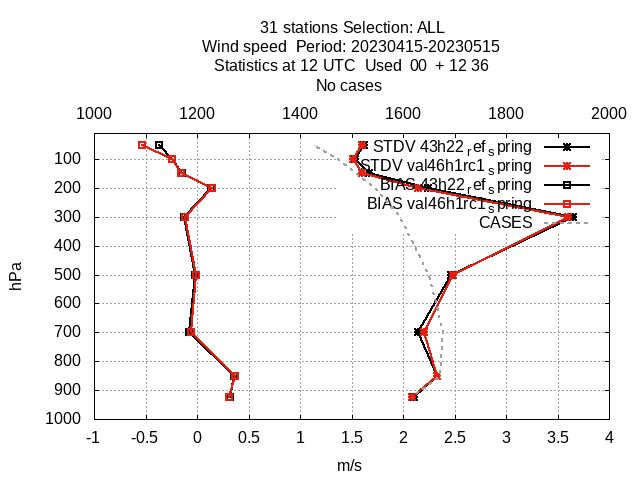 31 stations Selection: ALL
Wind speed  Period: 20230415-20230515
Statistics at 12 UTC  Used  00  + 12 36
No cases
1000 1200 1400 1600 1800 2000
STDV 43h22_ref_spring
STDV val46h1rc1_spring
BIAS 43h22_ref_spring
BIAS val46h1rc1_spring
CASES
100
200
300
400
500
600
700
800
900
1000
hPa
-1 -0.5 0 0.5 1 1.5 2 2.5 3 3.5 4
m/s